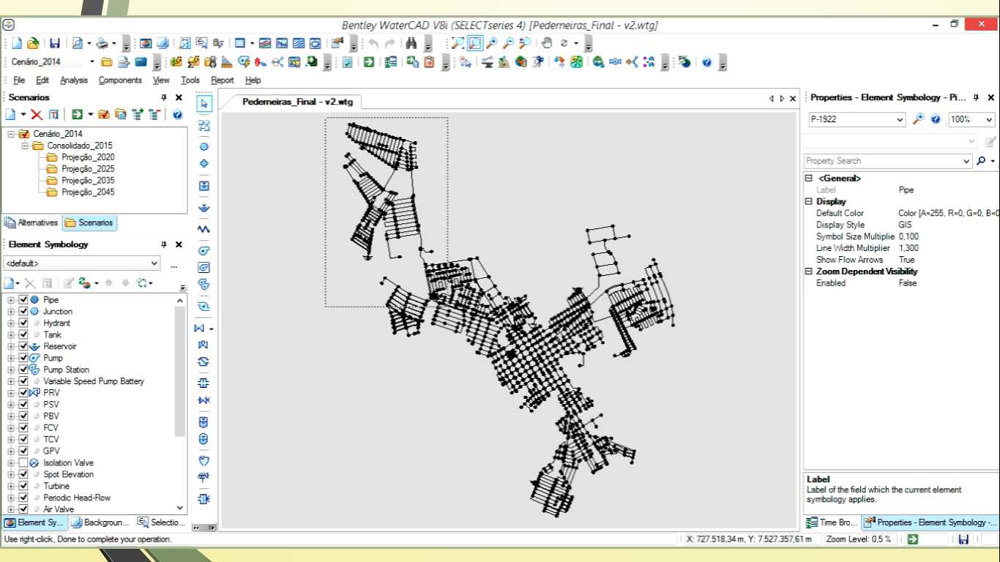 Bentley WaterCAD V8i (SELECTseries 4) [Pederneiras_Final - v2.wtg]
Cenário_2014
File Edit Analysis Components View Tools Report Help
Scenarios
Cenário_2014
Consolidado_2015
Projeção_2020
Projeção_2025
Projeção_2035
Projeção_2045
Alternatives Scenarios
Element Symbology
<default>
...
Pipe
Junction
Hydrant
Tank
Reservoir
Pump
Pump Station
Variable Speed Pump Battery
PRV
PSV
PBV
FCV
TCV
GPV
Isolation Valve
Spot Elevation
Turbine
Periodic Head-Flow
Air Valve
Element Sy... Backgroun... Selectio...
Pederneiras_Final - v2.wtg
Properties - Element Symbology - Pi...
P-1922 100%
Property Search
<General>
Label Pipe
Display
Default Color Color [A=255, R=0, G=0, B=0
Display Style GIS
Symbol Size Multiplie 0,100
Line Width Multiplier 1,300
Show Flow Arrows True
Zoom Dependent Visibility
Enabled False
Label
Label of the field which the current element
symbology applies.
Time Bro... Properties - Element Symbology -...
Use right-click, Done to complete your operation.
X: 727.518,34 m, Y: 7.527.357,61 m Zoom Level: 0,5 %